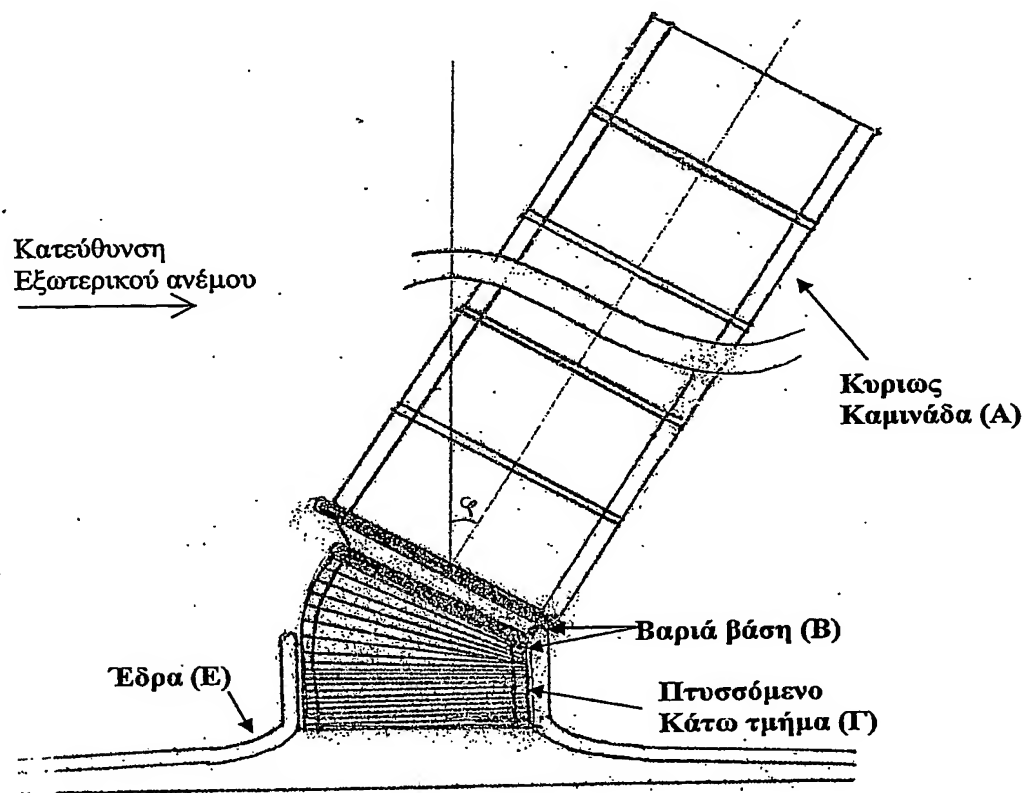 Κατεύθυνση
Εξωτερικού ανέμου
φ
Κυριως
Καμινάδα (Α)
Βαριά βάση (Β)
Έδρα (Ε)
Πτυσσόμενο
Κάτω τμήμα (Γ)